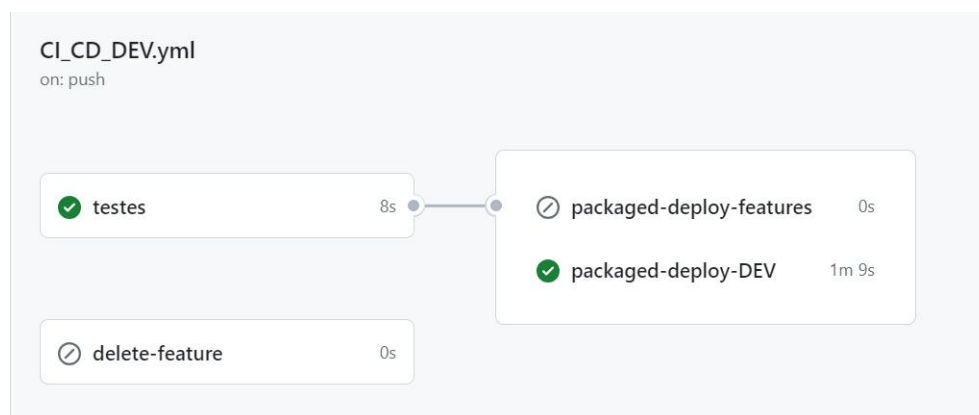 CI_CD_DEV.yml
on: push
testes 8s
packaged-deploy-features 0s
packaged-deploy-DEV 1m 9s
delete-feature 0s